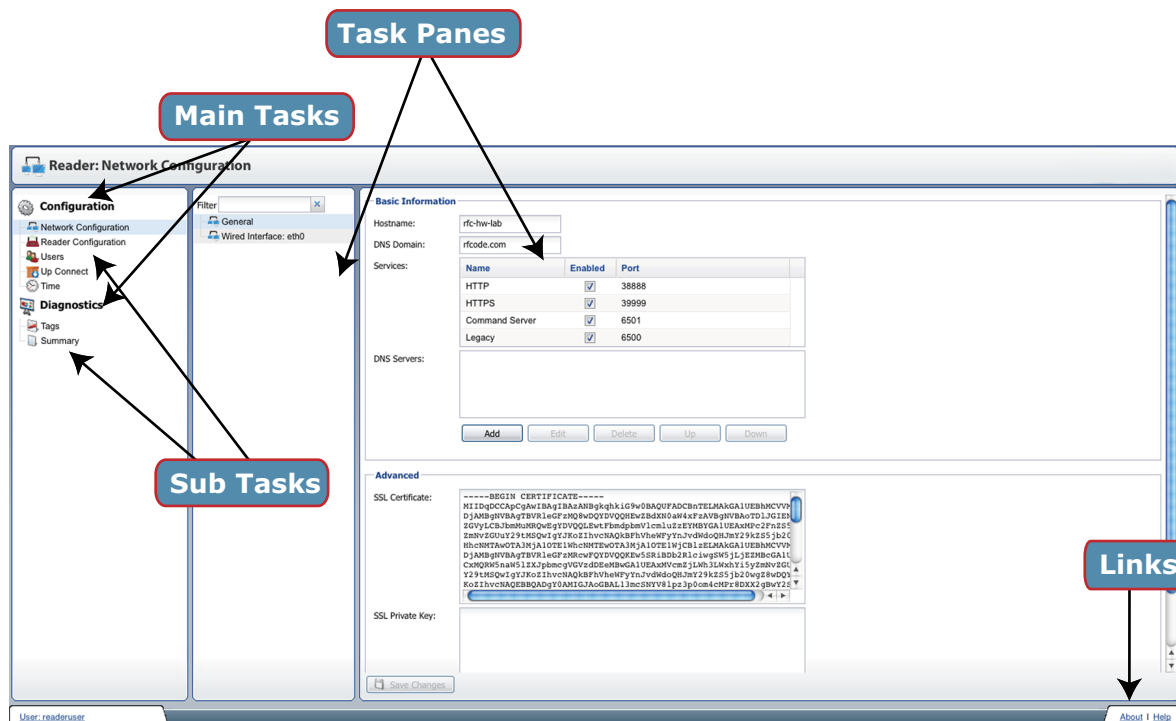 Task Panes
Main Tasks
Reader: Network Configuration
Configuration
Network Configuration
Reader Configuration
Users
Up Connect
Time
Diagnostics
Tags
Summary
Filter
General
Wired Interface: eth0
Basic Information
Hostname: rfc-hw-lab
DNS Domain: rfcode.com
Services:
Name Enabled Port
HTTP 38888
HTTPS 39999
Command Server 6501
Legacy 6500
DNS Servers:
Add Edit Delete Up Down
Sub Tasks
Advanced
SSL Certificate:
-----BEGIN CERTIFICATE-----
SSL Private Key:
Links
Save Changes
User: readeruser
About | Help